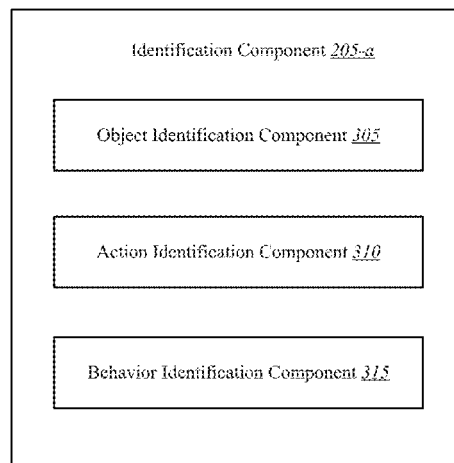 Identification Component 205-a
Object Identification Component 305
Action Identification Component 310
Behavior Identification Component 315